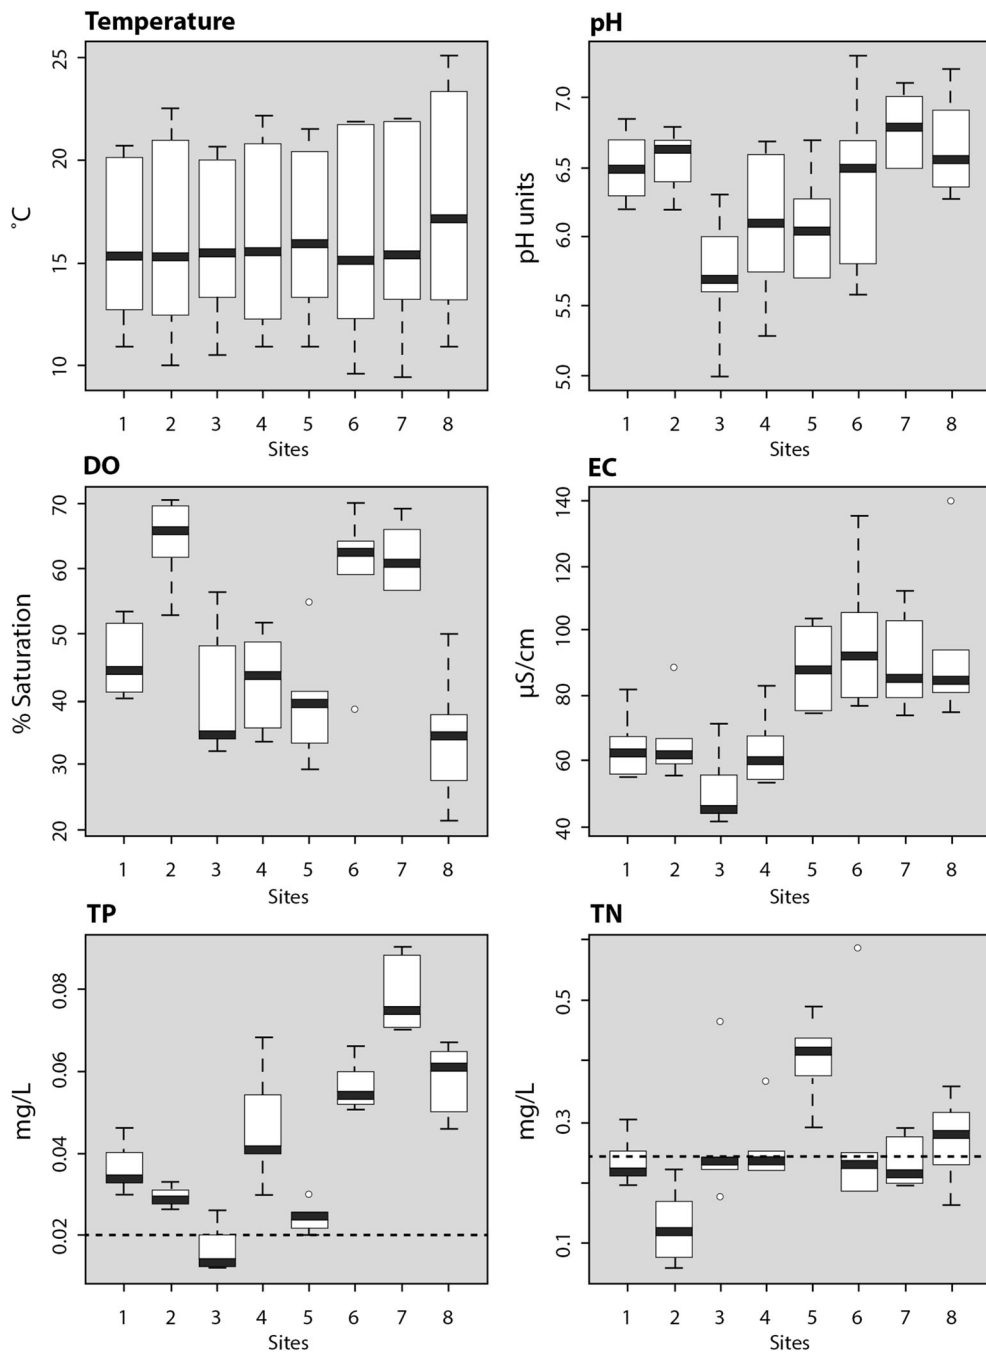 Temperature
°C
25
20
15
10
1 2 3 4 5 6 7 8
Sites
pH
pH units
7.0
6.5
6.0
5.5
5.0
1 2 3 4 5 6 7 8
Sites
DO
% Saturation
70
60
50
40
30
20
1 2 3 4 5 6 7 8
Sites
EC
µS/cm
140
120
100
80
60
40
1 2 3 4 5 6 7 8
Sites
TP
mg/L
0.08
0.06
0.04
0.02
1 2 3 4 5 6 7 8
Sites
TN
mg/L
0.5
0.3
0.1
1 2 3 4 5 6 7 8
Sites